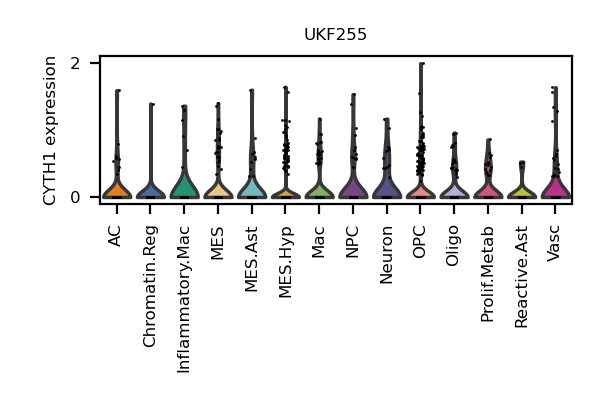 UKF255
CYTH1 expression
2
0
AC
Chromatin.Reg
Inflammatory.Mac
MES
MES.Ast
MES.Hyp
Mac
NPC
Neuron
OPC
Oligo
Prolif.Metab
Reactive.Ast
Vasc